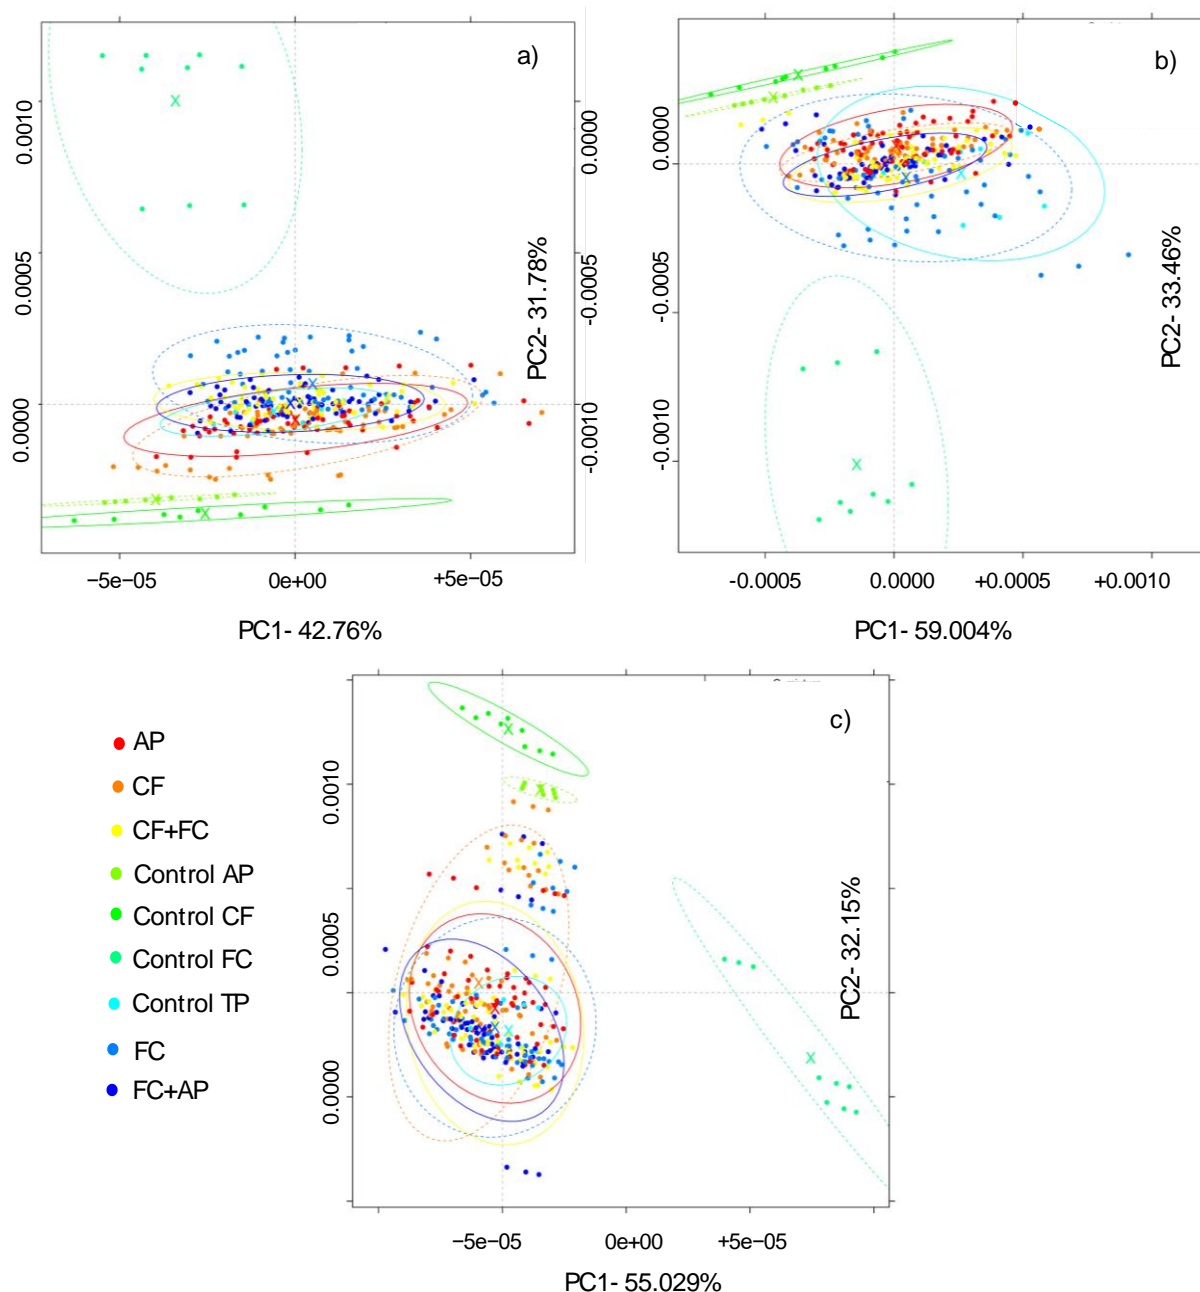 a)
0.0010
0.0005
0.0000
PC2- 31.78%
−5e−05
0e+00
+5e−05
PC1- 42.76%
b)
0.0000
-0.0005
-0.0010
0.0000
-0.0005
-0.0010
PC2- 33.46%
-0.0005
0.0000
+0.0005
+0.0010
PC1- 59.004%
AP
CF
CF+FC
Control AP
Control CF
Control FC
Control TP
FC
FC+AP
c)
0.0010
0.0005
0.0000
PC2- 32.15%
−5e−05
0e+00
+5e−05
PC1- 55.029%